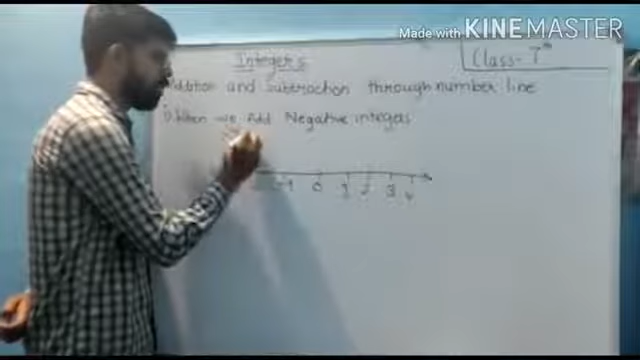 Made with KINEMASTER
Integers
Class - 7th
Addition and Subtraction through number line
1) When we Add Negative integers
-1 0 1 2 3 4